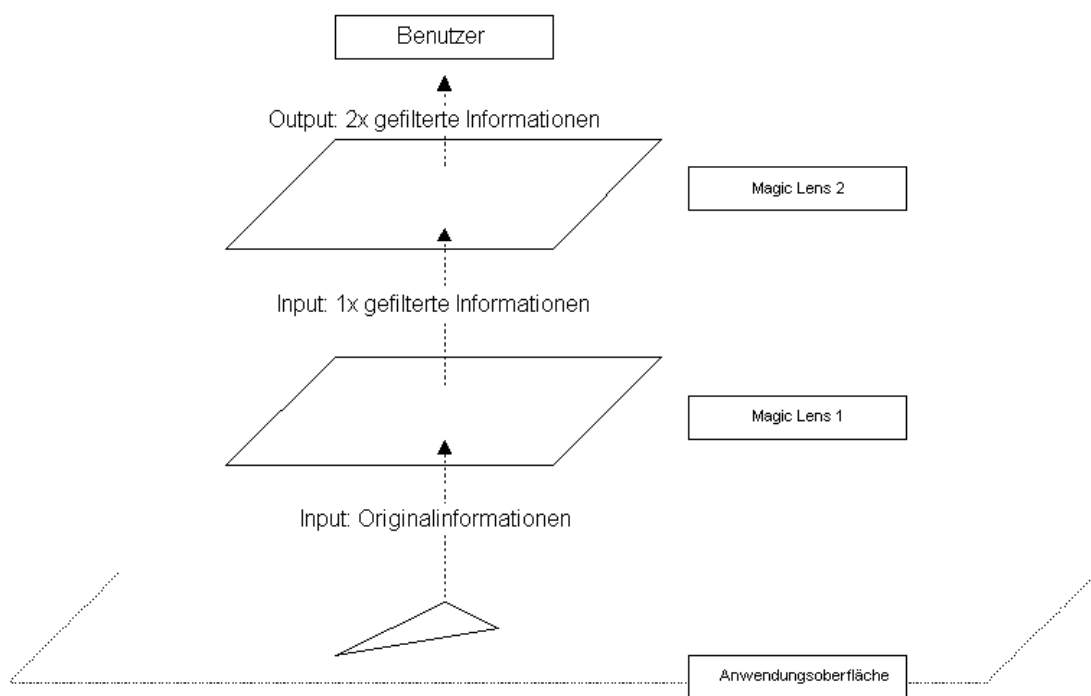 Benutzer
Output: 2x gefilterte Informationen
Magic Lens 2
Input: 1x gefilterte Informationen
Magic Lens 1
Input: Originalinformationen
Anwendungsoberfläche